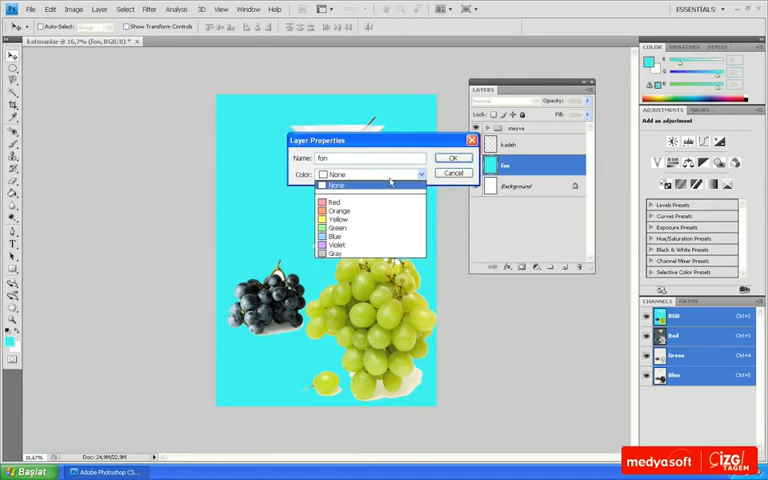 Ps File Edit Image Layer Select Filter Analysis 3D View Window Help
16,7
ESSENTIALS
Auto-Select:
Show Transform Controls
katmanlar @ 16,7% (fon, RGB/8) *
LAYERS
Normal
Opacity:
Lock:
Fill:
meyva
kadeh
fon
Background
Layer Properties
Name: fon
OK
Color: None
Cancel
None
Red
Orange
Yellow
Green
Blue
Violet
Gray
COLOR SWATCHES STYLES
R
G
B
ADJUSTMENTS MASKS
Add an adjustment
Levels Presets
Curves Presets
Exposure Presets
Hue/Saturation Presets
Black & White Presets
Channel Mixer Presets
Selective Color Presets
CHANNELS PATHS
RGB Ctrl+2
Red Ctrl+3
Green Ctrl+4
Blue Ctrl+5
16,67%
Doc: 24,9M/22,9M
Başlat
Adobe Photoshop CS...
medyasoft
ÇİZGİ
TAGEM